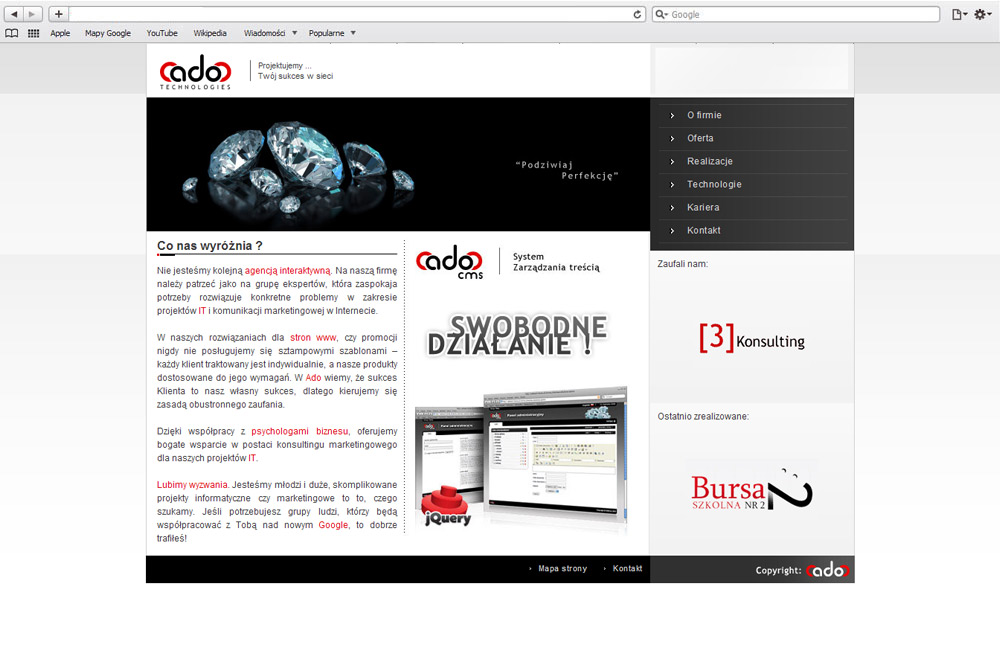 Google
Apple
Mapy Google
YouTube
Wikipedia
Wiadomości
Popularne
ado
TECHNOLOGIES
Projektujemy ...
Twój sukces w sieci
“Podziwiaj
Perfekcję”
O firmie
Oferta
Realizacje
Technologie
Kariera
Kontakt
Co nas wyróżnia ?
Nie jesteśmy kolejną agencją interaktywną. Na naszą firmę
należy patrzeć jako na grupę ekspertów, która zaspokaja
potrzeby rozwiązuje konkretne problemy w zakresie
projektów IT i komunikacji marketingowej w Internecie.
W naszych rozwiązaniach dla stron www, czy promocji
nigdy nie posługujemy się sztampowymi szablonami –
każdy klient traktowany jest indywidualnie, a nasze produkty
dostosowane do jego wymagań. W Ado wiemy, że sukces
Klienta to nasz własny sukces, dlatego kierujemy się
zasadą obustronnego zaufania.
Dzięki współpracy z psychologami biznesu, oferujemy
bogate wsparcie w postaci konsultingu marketingowego
dla naszych projektów IT.
Lubimy wyzwania. Jesteśmy młodzi i duże, skomplikowane
projekty informatyczne czy marketingowe to to, czego
szukamy. Jeśli potrzebujesz grupy ludzi, którzy będą
współpracować z Tobą nad nowym Google, to dobrze
trafiłeś!
ado
cms
System
Zarządzania treścią
SWOBODNE
DZIAŁANIE !
jQuery
Zaufali nam:
[3]Konsulting
Ostatnio zrealizowane:
Bursa 2
SZKOLNA NR 2
Mapa strony
Kontakt
Copyright: ado